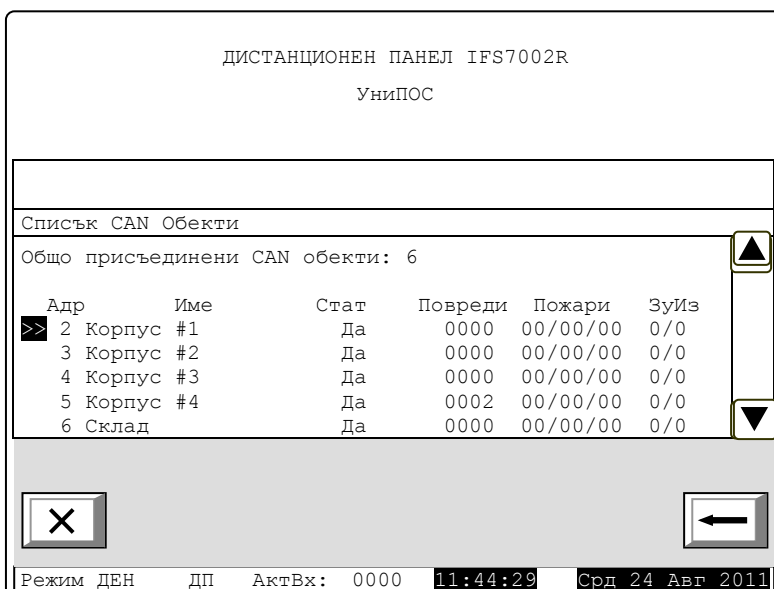 ДИСТАНЦИОНЕН ПАНЕЛ IFS7002R
УниПОС
Списък CAN Обекти
Общо присъединени CAN обекти: 6
Адр Име Стат Повреди Пожари ЗуИз
>> 2 Корпус #1 Да 0000 00/00/00 0/0
3 Корпус #2 Да 0000 00/00/00 0/0
4 Корпус #3 Да 0000 00/00/00 0/0
5 Корпус #4 Да 0002 00/00/00 0/0
6 Склад Да 0000 00/00/00 0/0
Режим ДЕН ДП АктВх: 0000 11:44:29 Срд 24 Авг 2011